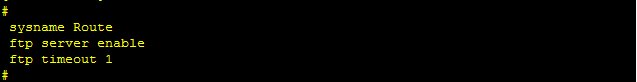 #
sysname Route
ftp server enable
ftp timeout 1
#